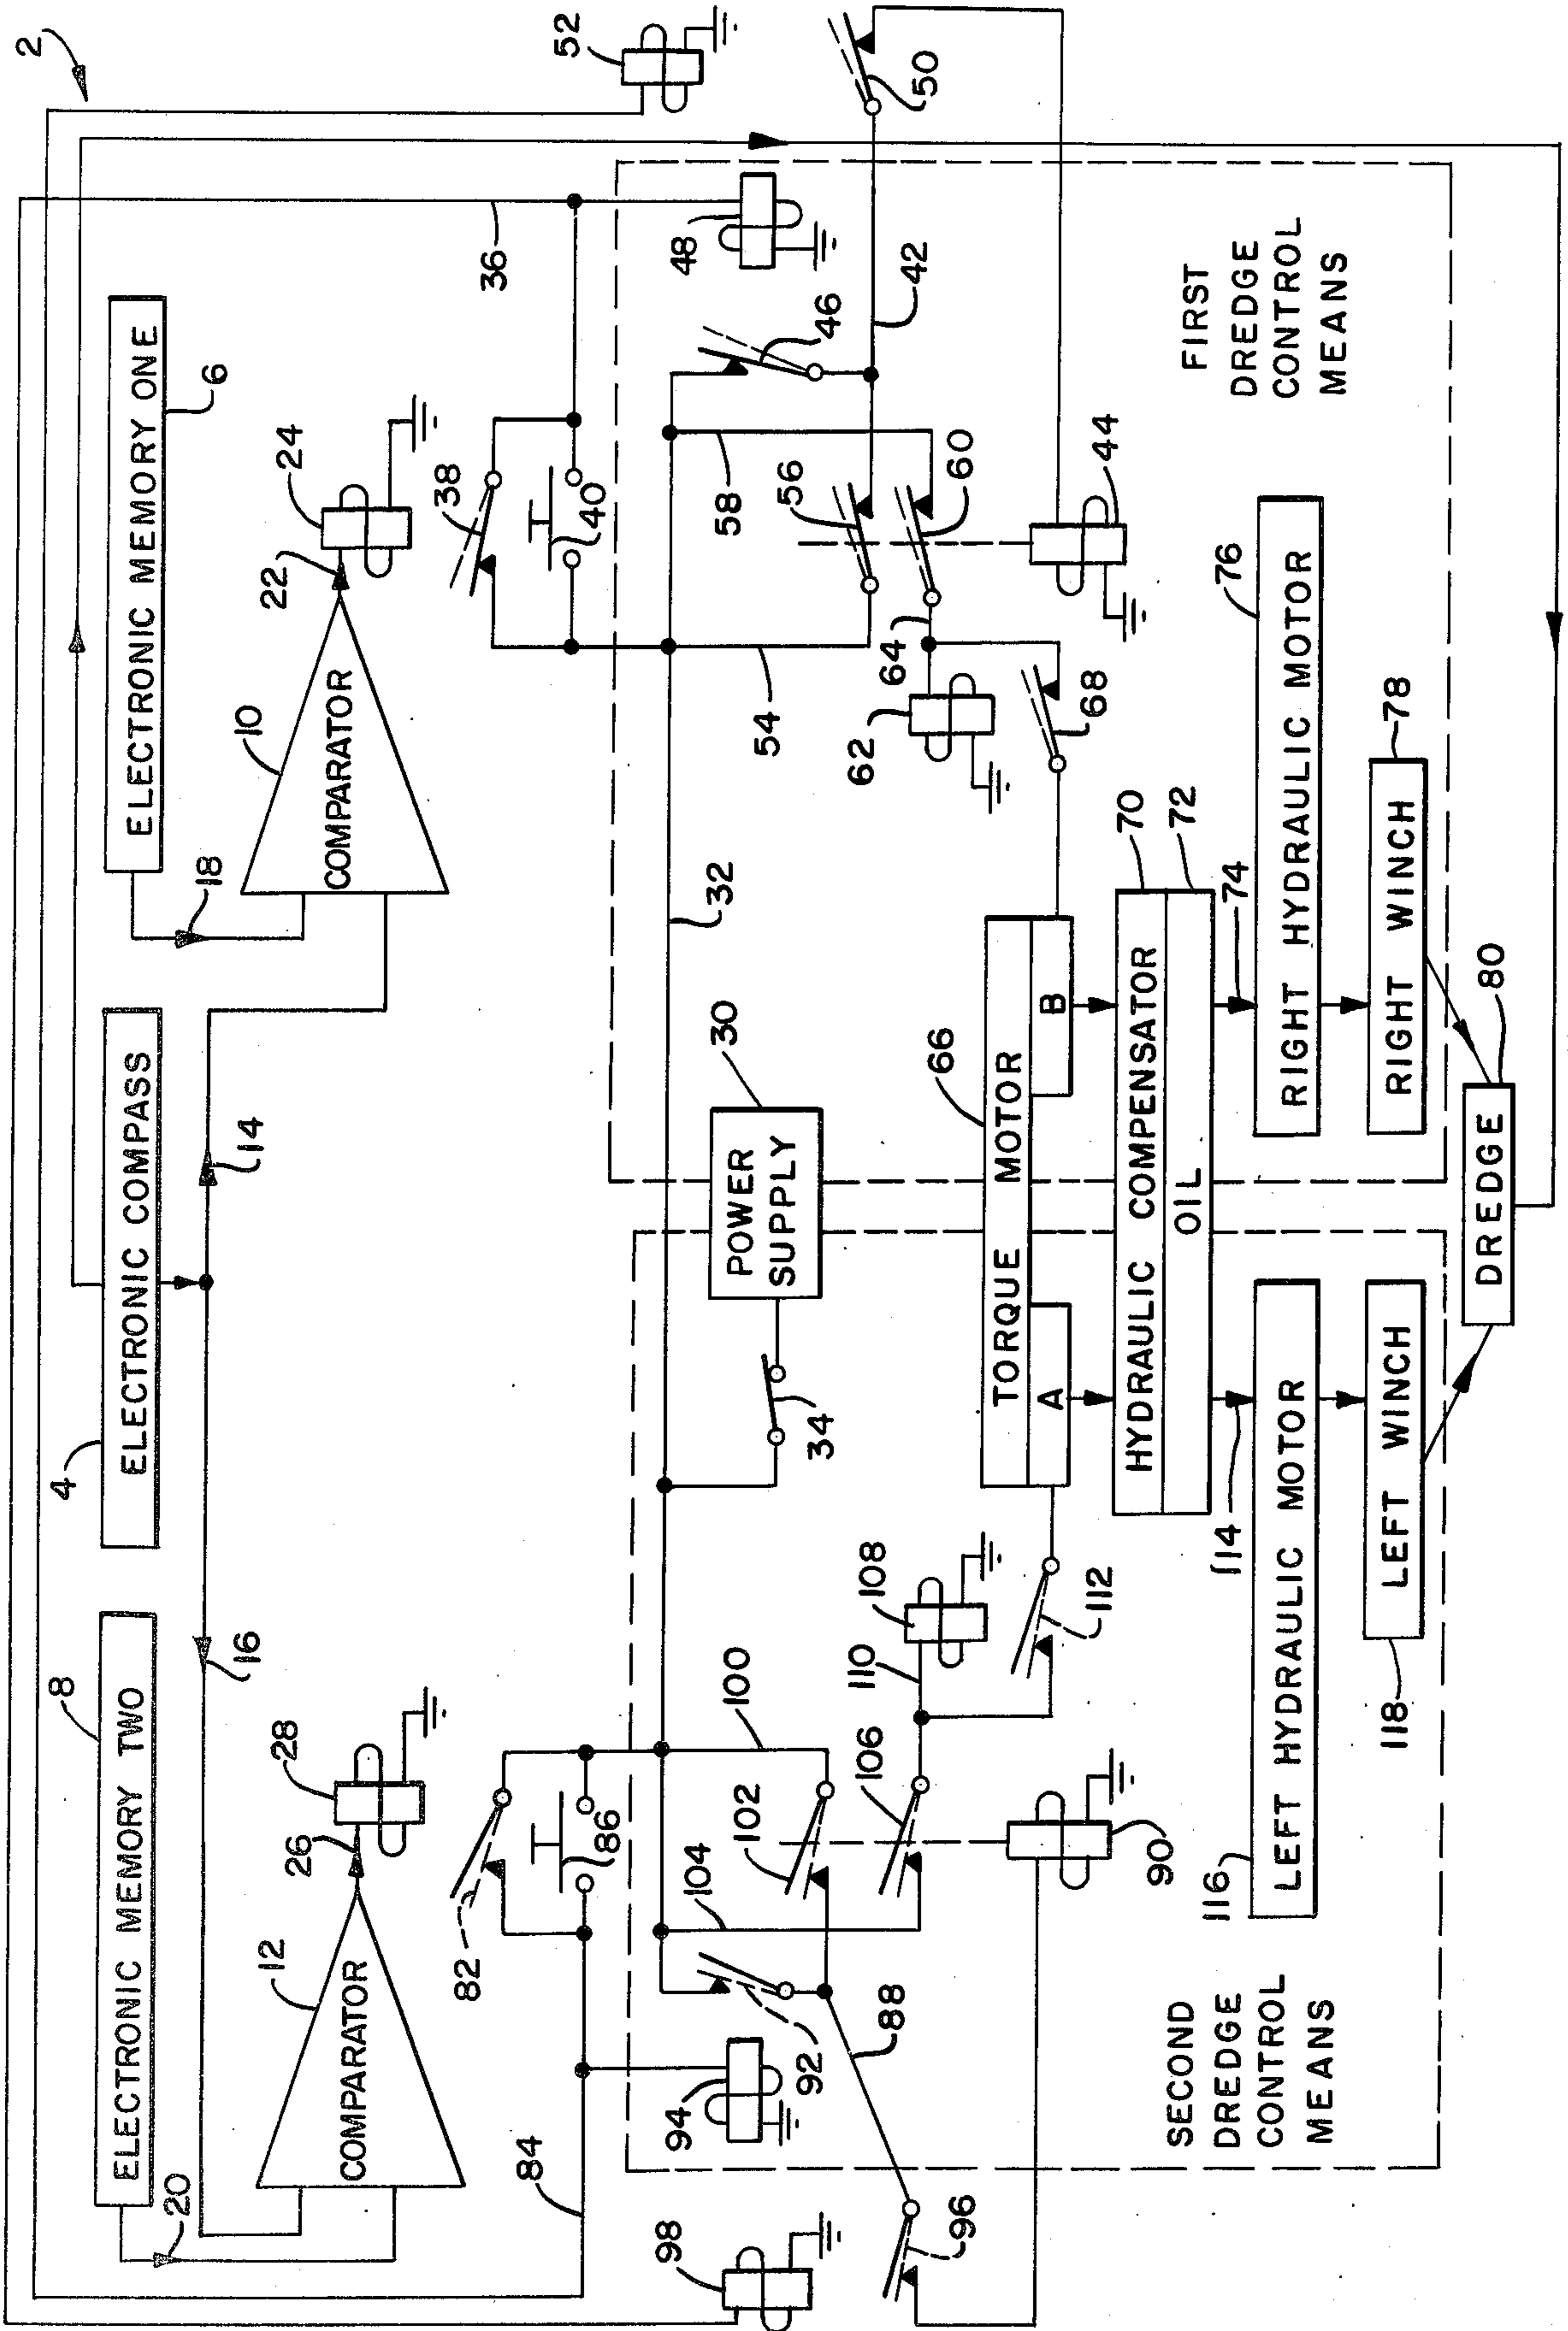 2
ELECTRONIC MEMORY TWO
8
ELECTRONIC COMPASS
4
ELECTRONIC MEMORY ONE
6
20
16
14
18
COMPARATOR
12
26
28
COMPARATOR
10
22
24
36
52
82
86
84
38
40
98
94
92
104
102
100
88
96
106
110
108
112
90
34
POWER
SUPPLY
30
32
54
58
56
46
48
42
50
60
64
62
68
44
TORQUE MOTOR
66
A
B
HYDRAULIC COMPENSATOR
70
OIL
72
114
74
116
LEFT HYDRAULIC MOTOR
RIGHT HYDRAULIC MOTOR
76
118
LEFT WINCH
RIGHT WINCH
78
DREDGE
80
SECOND
DREDGE
CONTROL
MEANS
FIRST
DREDGE
CONTROL
MEANS